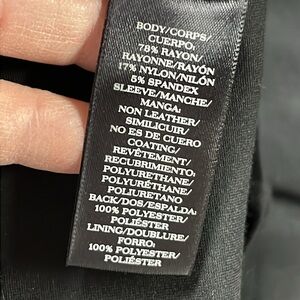 BODY/CORPS/
CUERPO:
78% RAYON/
RAYONNE/RAYÓN
17% NYLON/NILÓN
5% SPANDEX
SLEEVE/MANCHE/
MANGA:
NON LEATHER/
SIMILICUIR/
NO ES DE CUERO
COATING/
REVÊTEMENT/
RECUBRIMIENTO:
POLYURETHANE/
POLYURÉTHANE/
POLIURETANO
BACK/DOS/ESPALDA:
100% POLYESTER/
POLIÉSTER
LINING/DOUBLURE/
FORRO:
100% POLYESTER/
POLIÉSTER